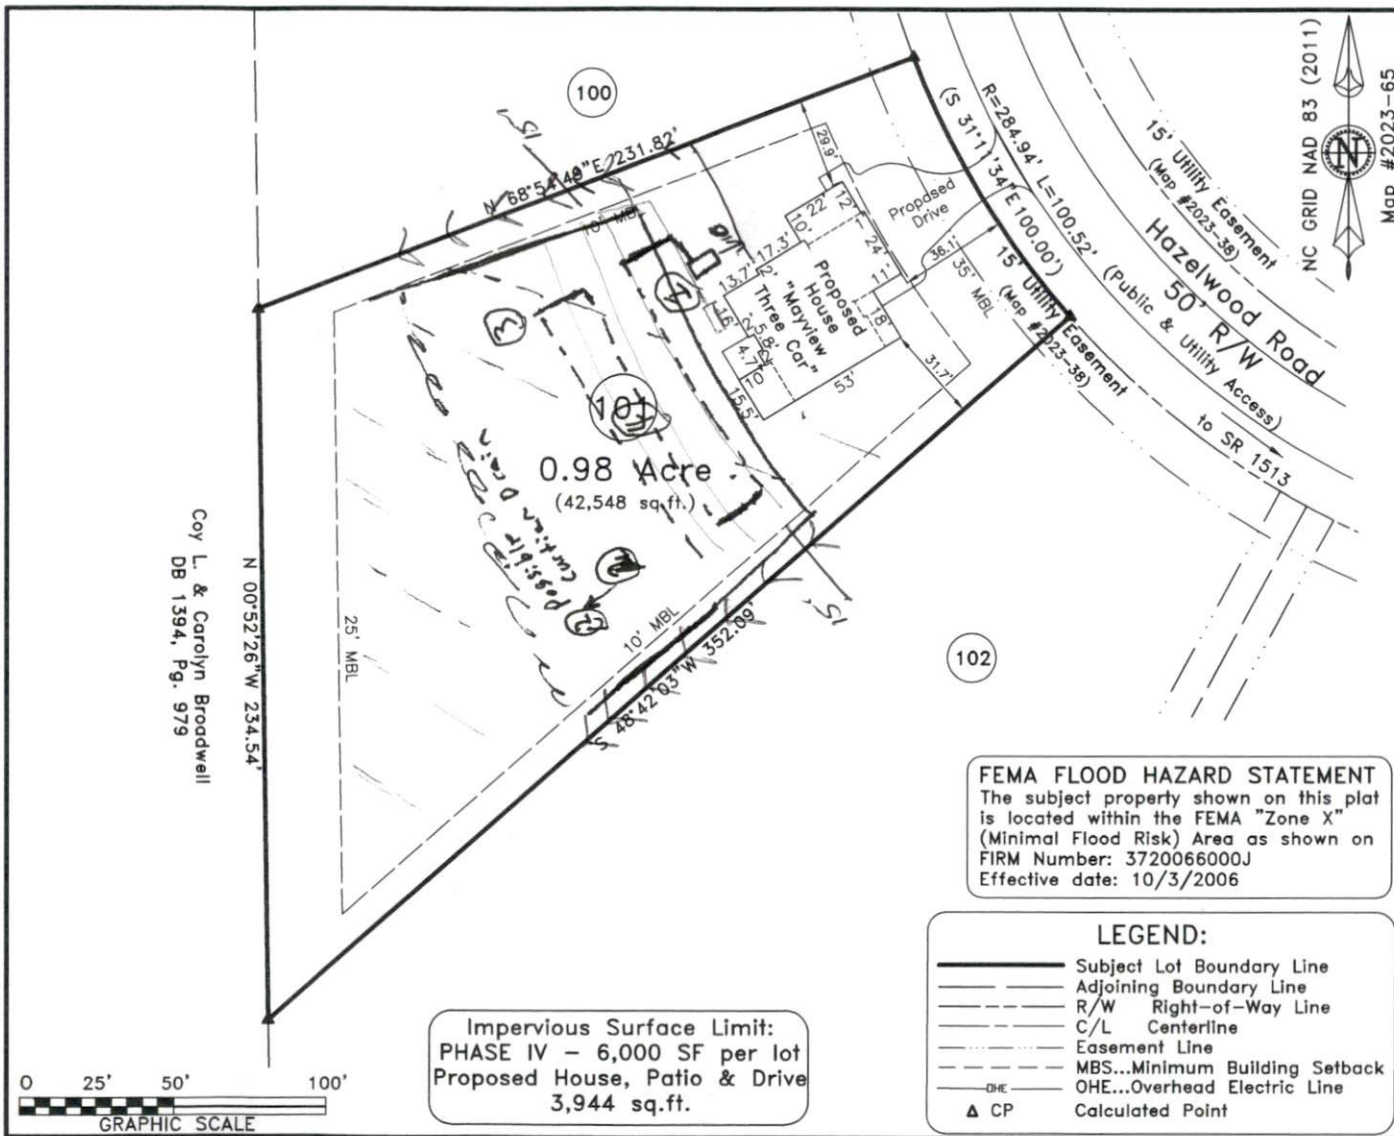 NC GRID NAD 83 (2011)
N
Map #2023-65
100
15'
N 68°54'49"E 231.82'
10' MBL
29.9'
22'
12'
10'
17.3'
2'
13.7'
16'
24'
11'
18'
2'
5.8'
4.7'
10'
15.5'
53'
31.7'
36.1'
35' MBL
Proposed
Drive
Proposed
House
"Mayview
Three Car"
R=284.94' L=100.52'
(S 31°11'34"E 100.00')
15' Utility Easement
(Map #2023-38)
15' Utility Easement
(Map #2023-38)
Hazelwood Road
50' R/W
(Public & Utility Access)
to SR 1513
3
101
0.98 Acre
(42,548 sq.ft.)
Possible
Curtain Drain
25' MBL
10' MBL
S 48°42'03"W 352.09'
15'
102
N 00°52'26"W 234.54'
Coy L. & Carolyn Broadwell
DB 1394, Pg. 979
FEMA FLOOD HAZARD STATEMENT
The subject property shown on this plat
is located within the FEMA "Zone X"
(Minimal Flood Risk) Area as shown on
FIRM Number: 3720066000J
Effective date: 10/3/2006
LEGEND:
Subject Lot Boundary Line
Adjoining Boundary Line
R/W Right-of-Way Line
C/L Centerline
Easement Line
MBS...Minimum Building Setback
OHE OHE...Overhead Electric Line
Δ CP Calculated Point
Impervious Surface Limit:
PHASE IV - 6,000 SF per lot
Proposed House, Patio & Drive
3,944 sq.ft.
0 25' 50' 100'
GRAPHIC SCALE